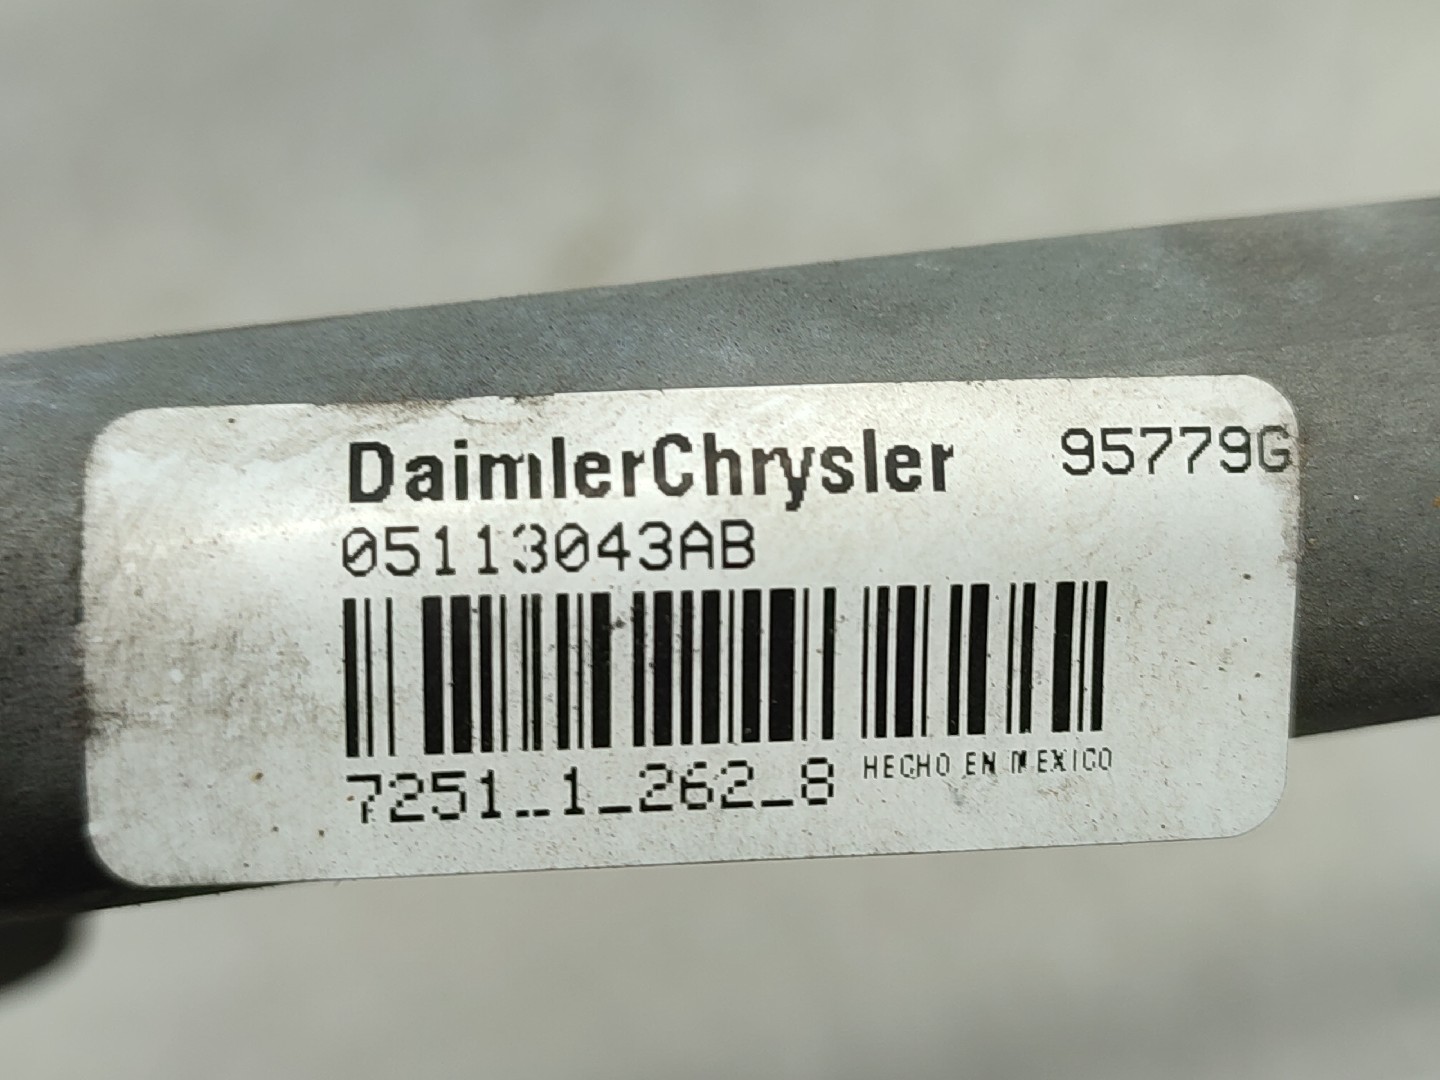 DaimlerChrysler 95779G
05113043AB
7251_1_262_8 HECHO EN MEXICO